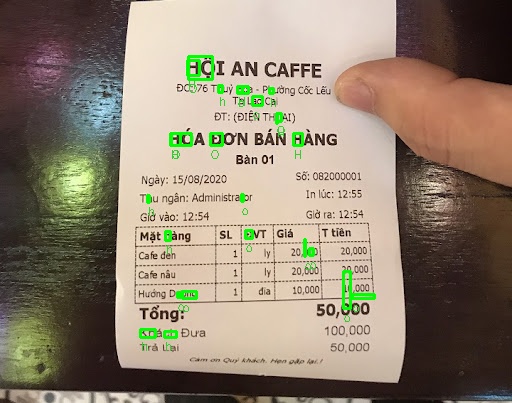 HỘI AN CAFFE
ĐC: 76 Thuỷ Hoa - Phường Cốc Lếu
Tại Lào Cai
ĐT: (ĐIỆN THOẠI)
HÓA ĐƠN BÁN HÀNG
Bàn 01
Ngày: 15/08/2020 Số: 082000001
Thu ngân: Administrator In lúc: 12:55
Giờ vào: 12:54 Giờ ra: 12:54
Mặt hàng SL ĐVT Giá T tiền
Cafe đen 1 ly 20,000 20,000
Cafe nâu 1 ly 20,000 20,000
Hướng Dương 1 đĩa 10,000 10,000
Tổng: 50,000
Khách Đưa 100,000
Trả Lại 50,000
Cảm ơn Quý khách. Hẹn gặp lại!